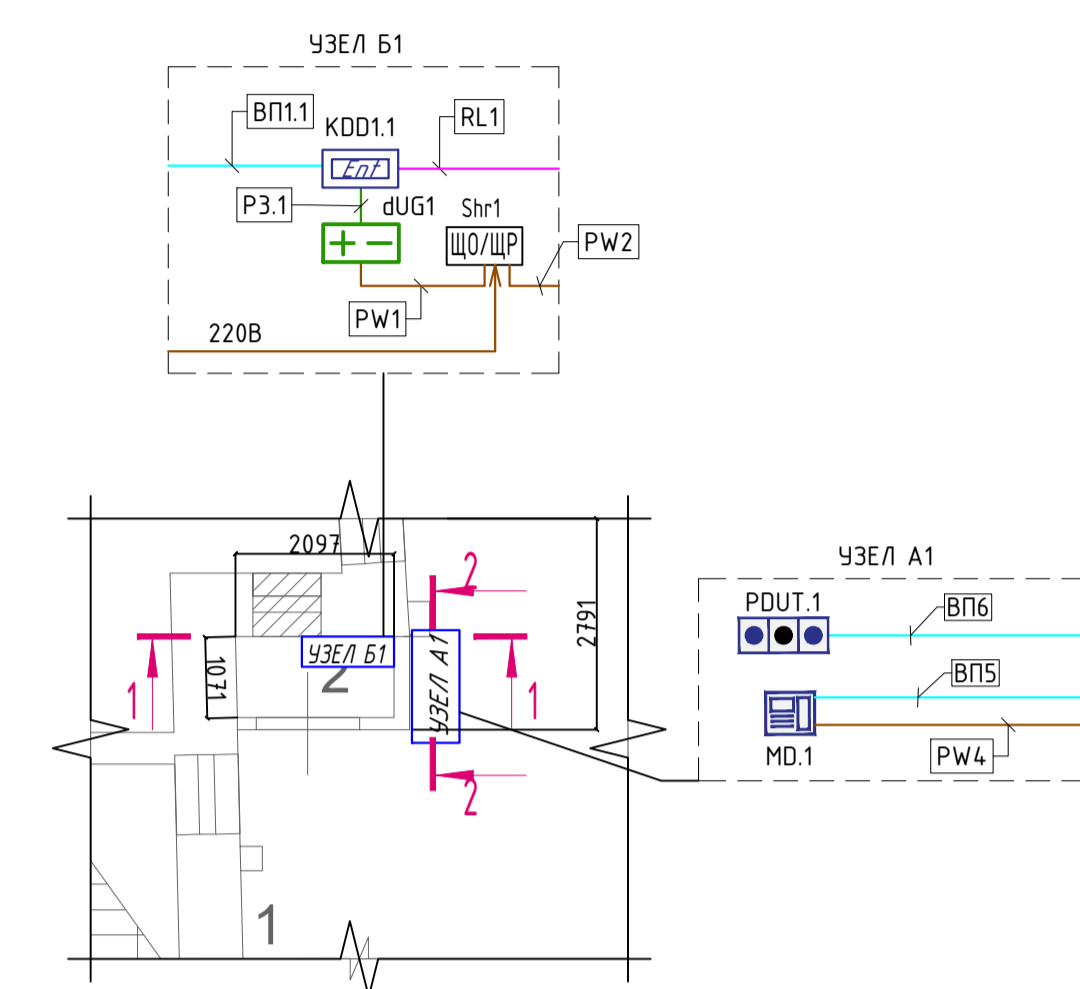 УЗЕЛ Б1
ВП1.1
KDD1.1
RL1
Ent
P3.1
dUG1
Shr1
ЩО/ЩР
PW2
+ −
PW1
220В
2097
2
2791
УЗЕЛ А1
PDUT.1
ВП6
УЗЕЛ Б1
УЗЕЛ А1
1071
2
1
1
ВП5
MD.1
PW4
2
1